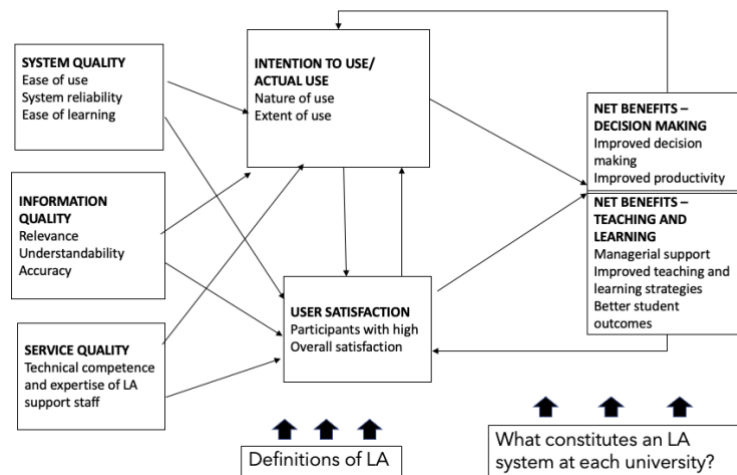 SYSTEM QUALITY
Ease of use
System reliability
Ease of learning
INFORMATION
QUALITY
Relevance
Understandability
Accuracy
SERVICE QUALITY
Technical competence
and expertise of LA
support staff
INTENTION TO USE/
ACTUAL USE
Nature of use
Extent of use
USER SATISFACTION
Participants with high
Overall satisfaction
NET BENEFITS –
DECISION MAKING
Improved decision
making
Improved productivity
NET BENEFITS –
TEACHING AND
LEARNING
Managerial support
Improved teaching and
learning strategies
Better student
outcomes
Definitions of LA
What constitutes an LA
system at each university?